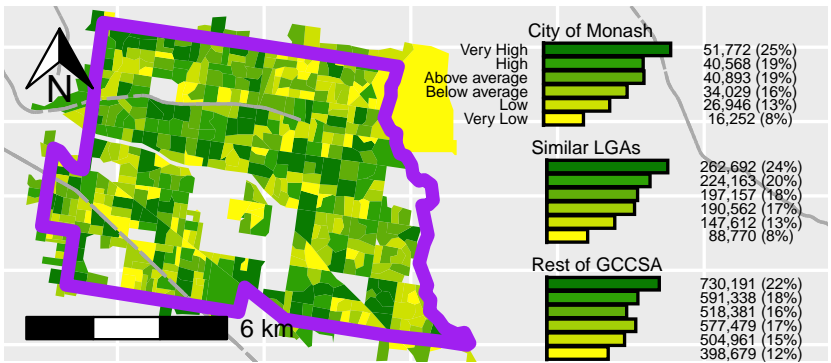 City of Monash
Very High 51,772 (25%)
High 40,568 (19%)
Above average 40,893 (19%)
Below average 34,029 (16%)
Low 26,946 (13%)
Very Low 16,252 (8%)
N
Similar LGAs
262,692 (24%)
224,163 (20%)
197,157 (18%)
190,562 (17%)
147,612 (13%)
88,770 (8%)
Rest of GCCSA
730,191 (22%)
591,338 (18%)
518,381 (16%)
577,479 (17%)
504,961 (15%)
398,679 (12%)
6 km